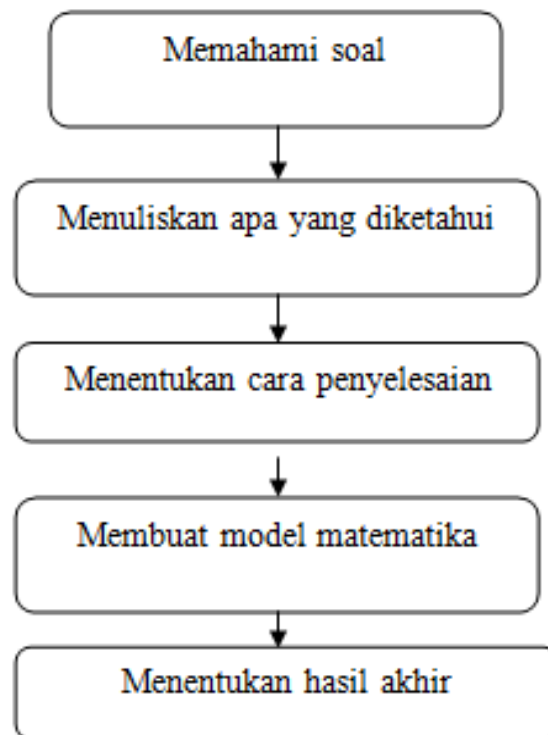 Memahami soal
Menuliskan apa yang diketahui
Menentukan cara penyelesaian
Membuat model matematika
Menentukan hasil akhir